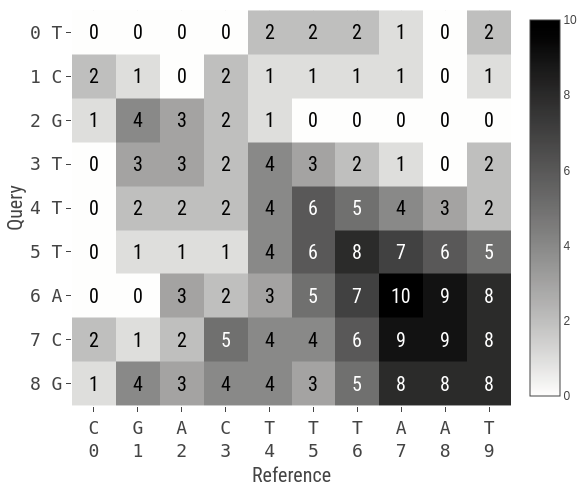 0 T 0 0 0 0 2 2 2 1 0 2
1 C 2 1 0 2 1 1 1 1 0 1
2 G 1 4 3 2 1 0 0 0 0 0
3 T 0 3 3 2 4 3 2 1 0 2
4 T 0 2 2 2 4 6 5 4 3 2
5 T 0 1 1 1 4 6 8 7 6 5
6 A 0 0 3 2 3 5 7 10 9 8
7 C 2 1 2 5 4 4 6 9 9 8
8 G 1 4 3 4 4 3 5 8 8 8
C G A C T T T A A T
0 1 2 3 4 5 6 7 8 9
Reference
Query
10
8
6
4
2
0